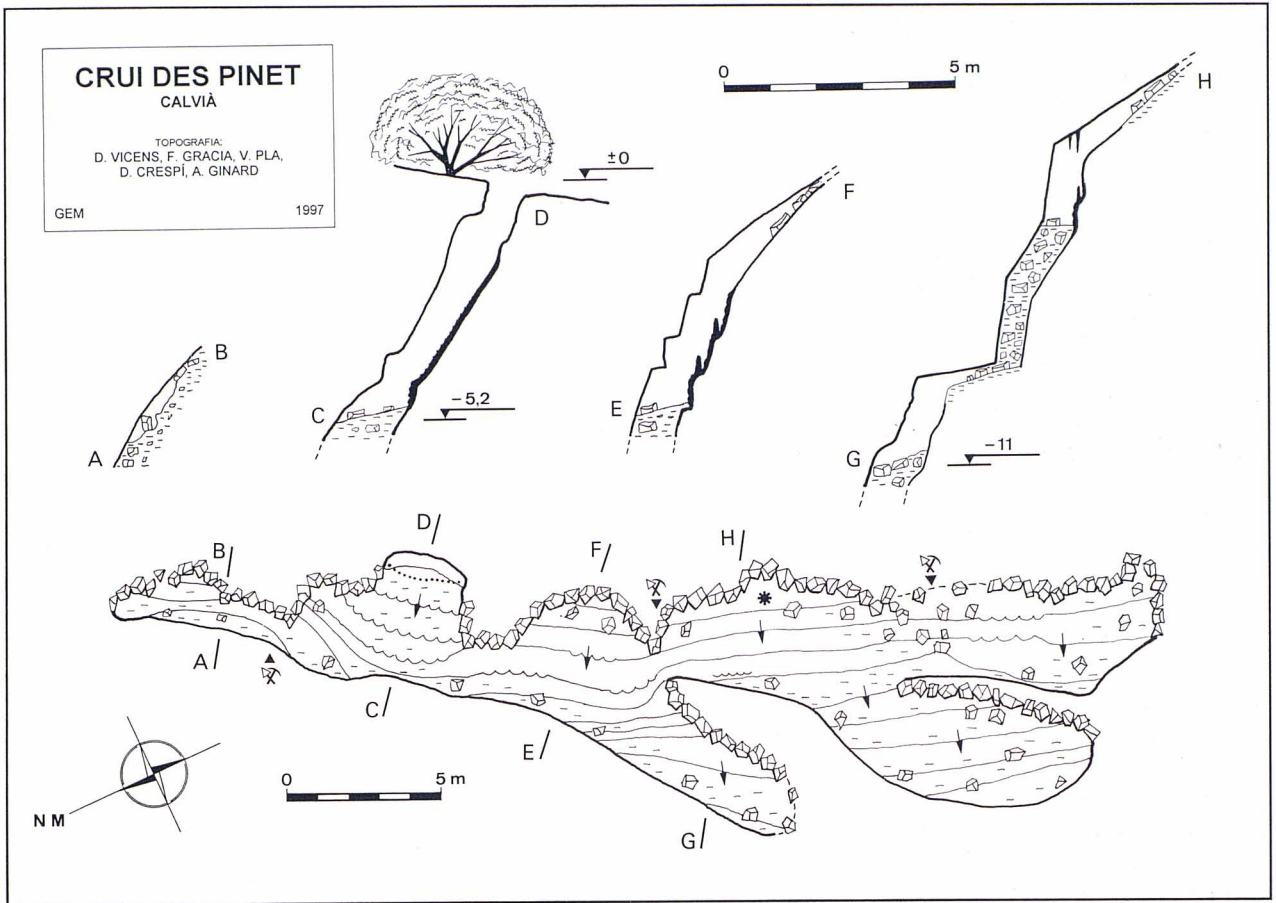 CRUI DES PINET
CALVIÀ
TOPOGRAFIA:
D. VICENS, F. GRACIA, V. PLA,
D. CRESPÍ, A. GINARD
GEM 1997
0 5 m
H
±0
D
F
B
A
C
−5,2
E
G
−11
B
D
F
H
A
C
E
G
0 5 m
N M